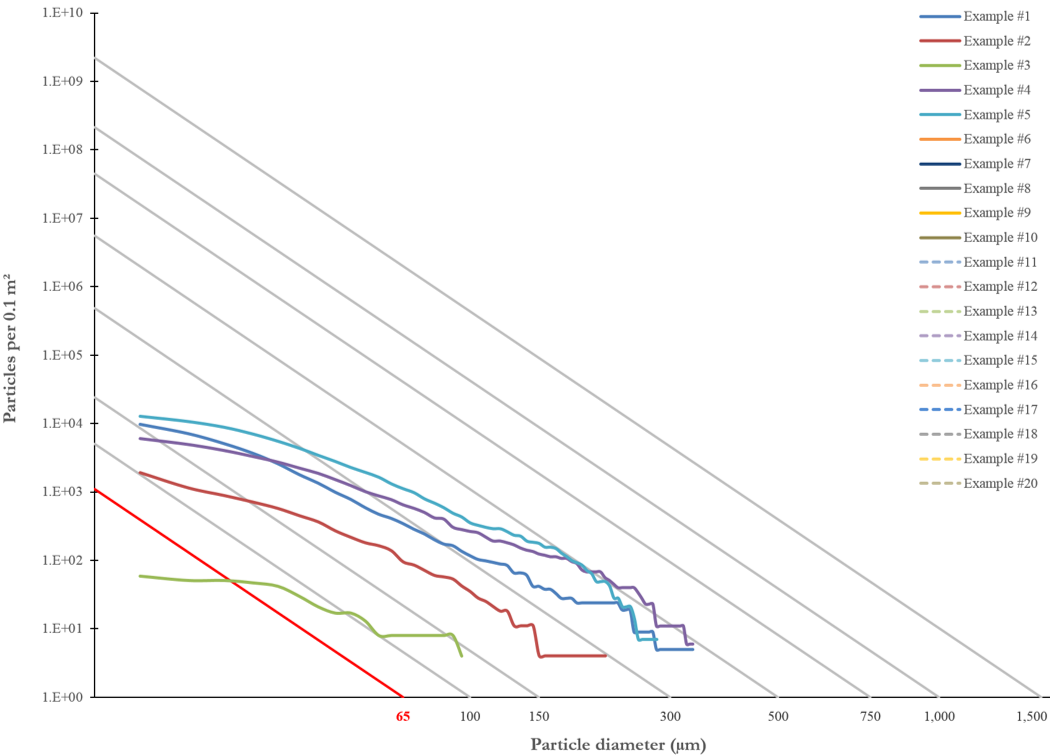 1.E+10
1.E+09
1.E+08
1.E+07
1.E+06
1.E+05
1.E+04
1.E+03
1.E+02
1.E+01
1.E+00
Particles per 0.1 m²
65 100 150 300 500 750 1,000 1,500
Particle diameter (µm)
Example #1
Example #2
Example #3
Example #4
Example #5
Example #6
Example #7
Example #8
Example #9
Example #10
Example #11
Example #12
Example #13
Example #14
Example #15
Example #16
Example #17
Example #18
Example #19
Example #20